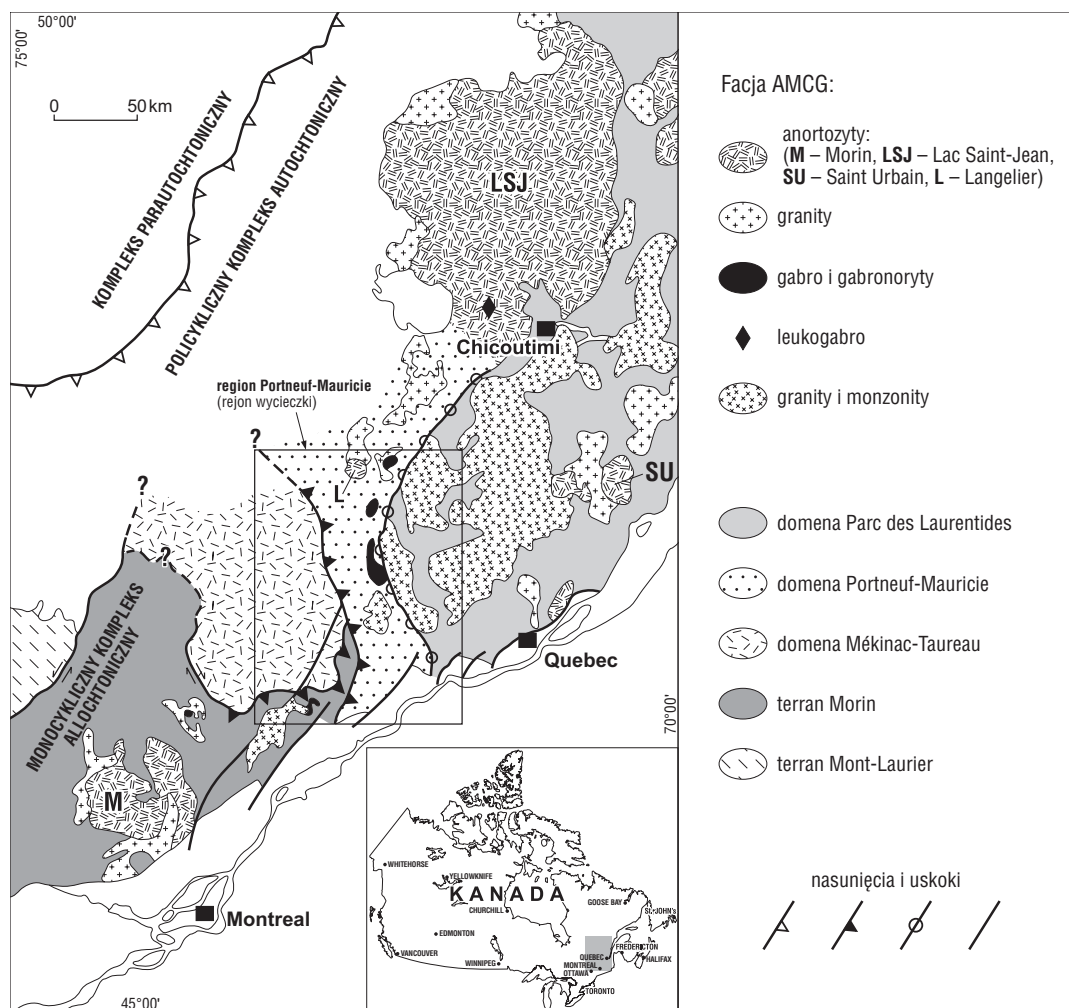 50°00'
75°00'
0 50 km
KOMPLEKS PARAUTOCHTONICZNY
POLICYKLICZNY KOMPLEKS AUTOCHTONICZNY
LSJ
Chicoutimi
region Portneuf-Mauricie
(rejon wycieczki)
?
L
SU
?
?
MONOCYKLICZNY KOMPLEKS
ALLOCHTONICZNY
Quebec
70°00'
M
Montreal
45°00'
KANADA
WHITEHORSE
YELLOWKNIFE
CHURCHILL
GOOSE BAY
ST. JOHN's
EDMONTON
VANCOUVER
WINNIPEG
QUEBEC
FREDERICTON
MONTREAL
HALIFAX
OTTAWA
TORONTO
Facja AMCG:
anortozyty:
(M – Morin, LSJ – Lac Saint-Jean,
SU – Saint Urbain, L – Langelier)
granity
gabro i gabronoryty
leukogabro
granity i monzonity
domena Parc des Laurentides
domena Portneuf-Mauricie
domena Mékinac-Taureau
terran Morin
terran Mont-Laurier
nasunięcia i uskoki